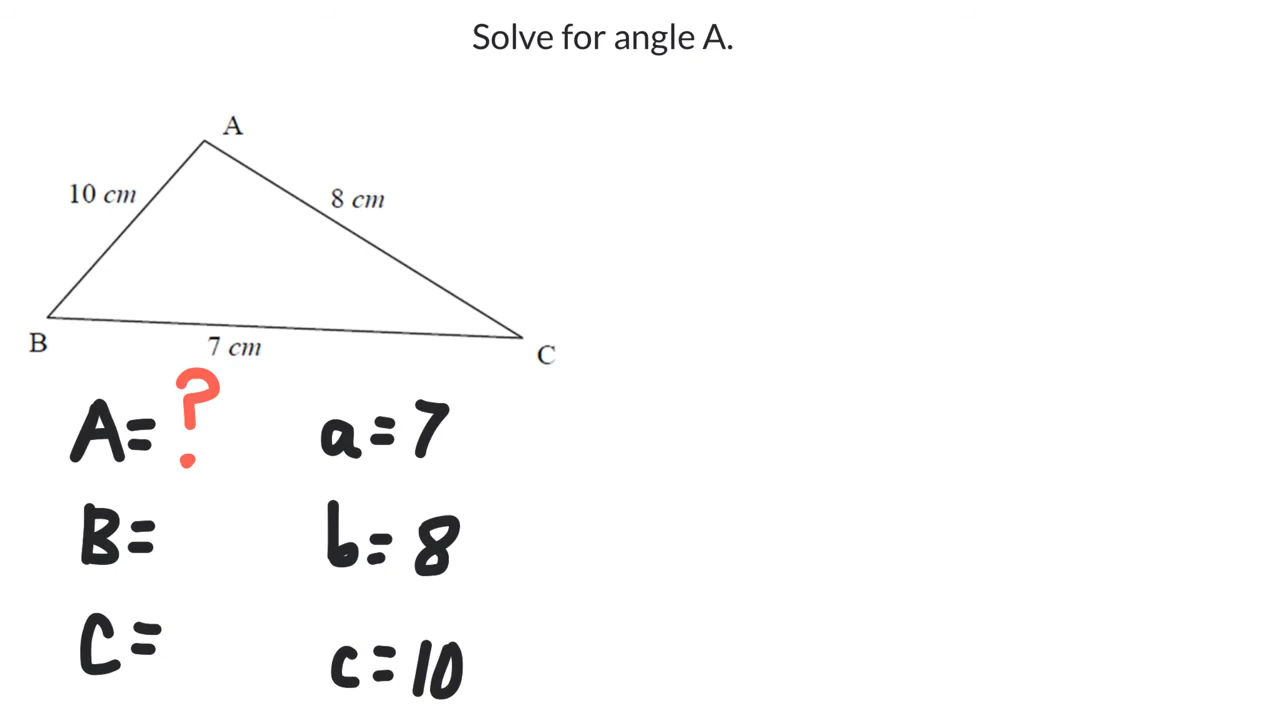 Solve for angle A.
A
10 cm
8 cm
B
7 cm
C
A= ? a=7
B= b=8
C= c=10